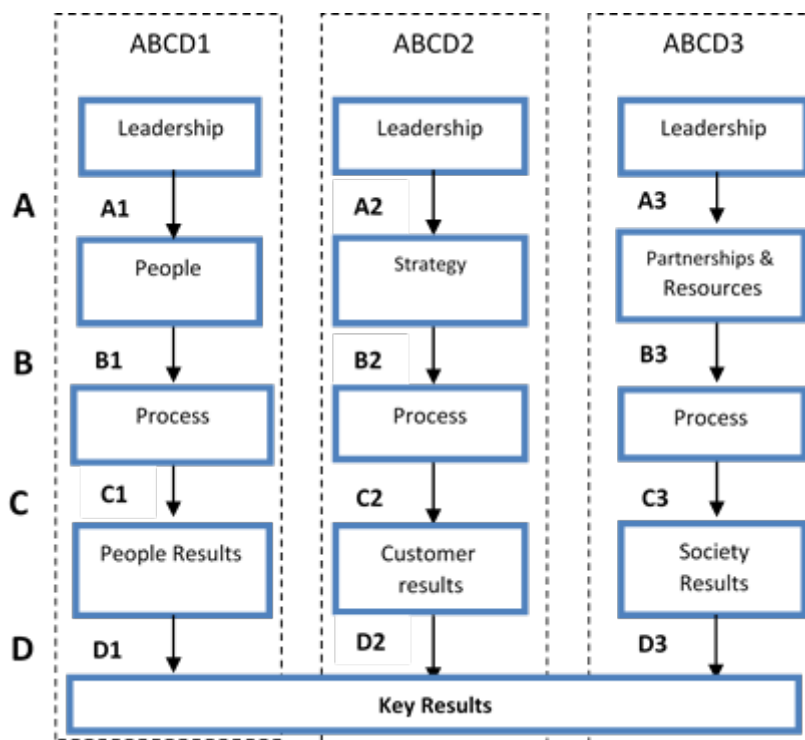 ABCD1
ABCD2
ABCD3
Leadership
Leadership
Leadership
A
A1
A2
A3
People
Strategy
Partnerships &
Resources
B
B1
B2
B3
Process
Process
Process
C
C1
C2
C3
People Results
Customer
results
Society
Results
D
D1
D2
D3
Key Results